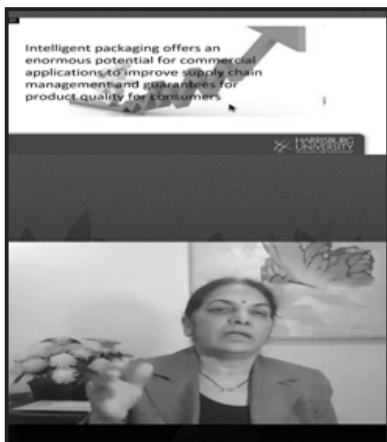 Intelligent packaging offers an
enormous potential for commercial
applications to improve supply chain
management and guarantees for
product quality for consumers
HARRISBURG
UNIVERSITY